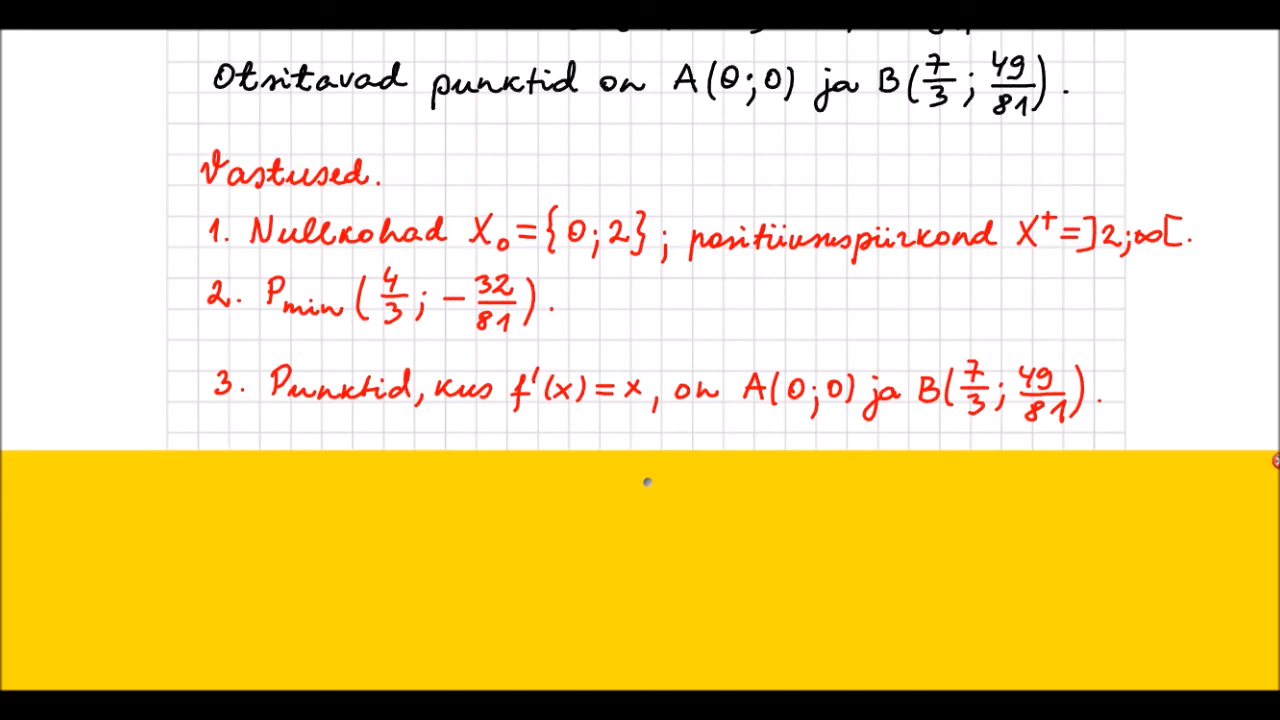 Otsitavad punktid on A(0;0) ja B(7/3; 49/81).
Vastused.
1. Nullkohad X₀={0;2}; positiivsuspiirkond X⁺=]2;∞[.
2. Pmin(4/3; -32/81).
3. Punktid, kus f'(x)=x, on A(0;0) ja B(7/3; 49/81).